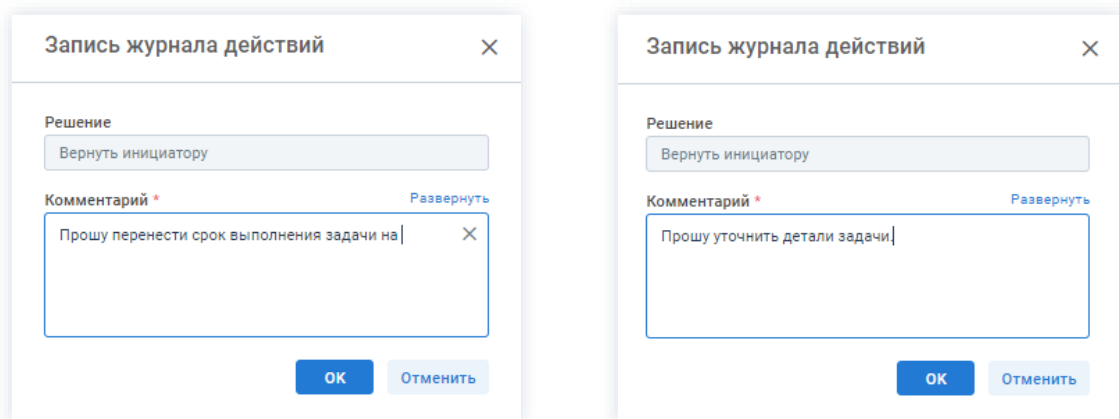 Запись журнала действий
Решение
Вернуть инициатору
Комментарий * Развернуть
Прошу перенести срок выполнения задачи на
ОК Отменить
Запись журнала действий
Решение
Вернуть инициатору
Комментарий * Развернуть
Прошу уточнить детали задачи.
ОК Отменить